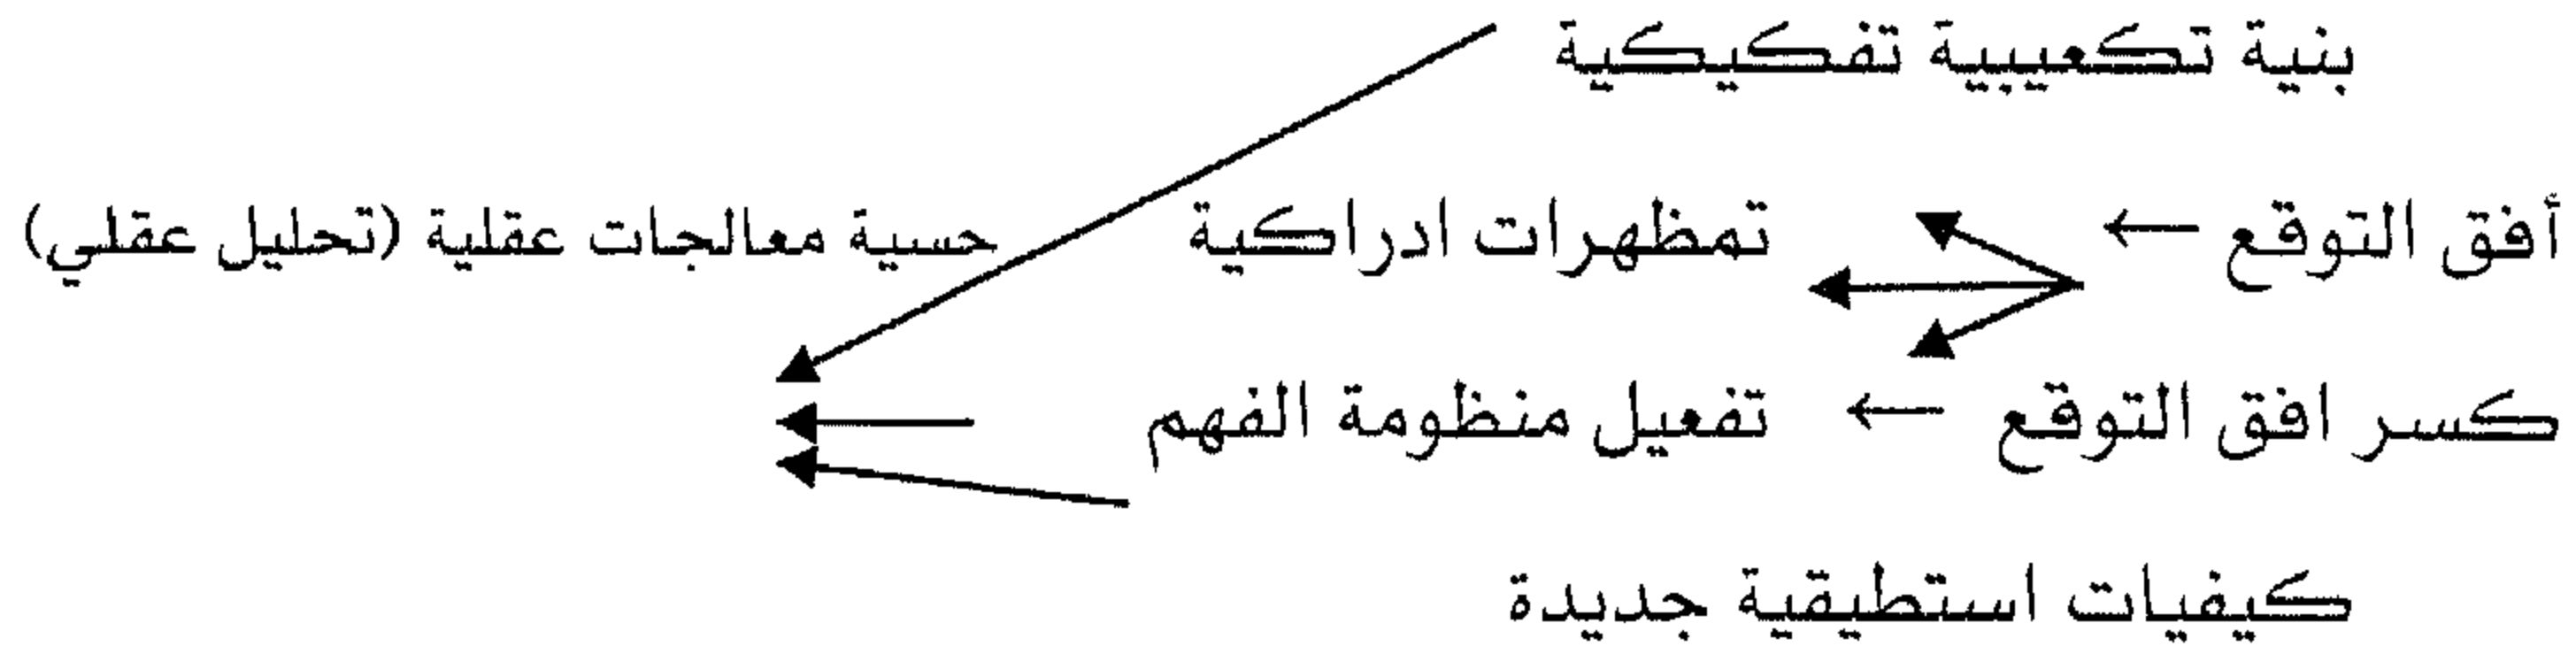 بنية تكعيبية تفكيكية
أفق التوقع ← تمظهرات ادراكية حسية معالجات عقلية (تحليل عقلي)
كسر افق التوقع ← تفعيل منظومة الفهم
كيفيات استطيقية جديدة